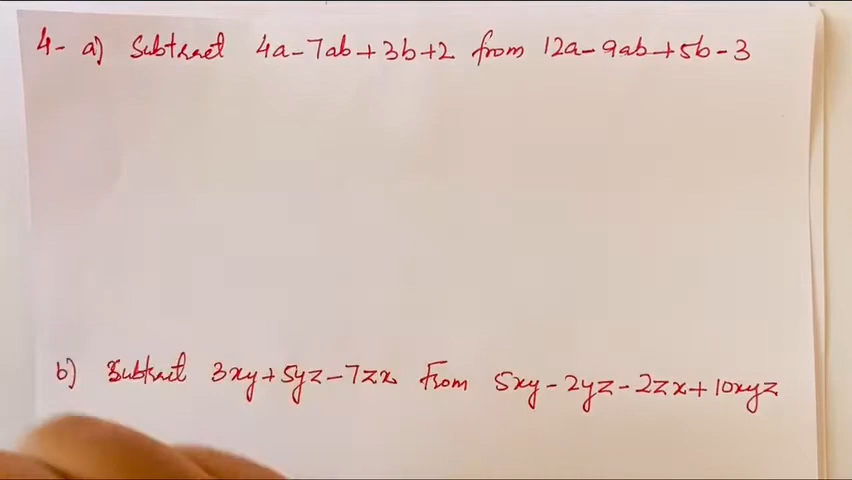 4- a) Subtract 4a-7ab+3b+2 from 12a-9ab+5b-3
b) Subtract 3xy+5yz-7zx From 5xy-2yz-2zx+10xyz